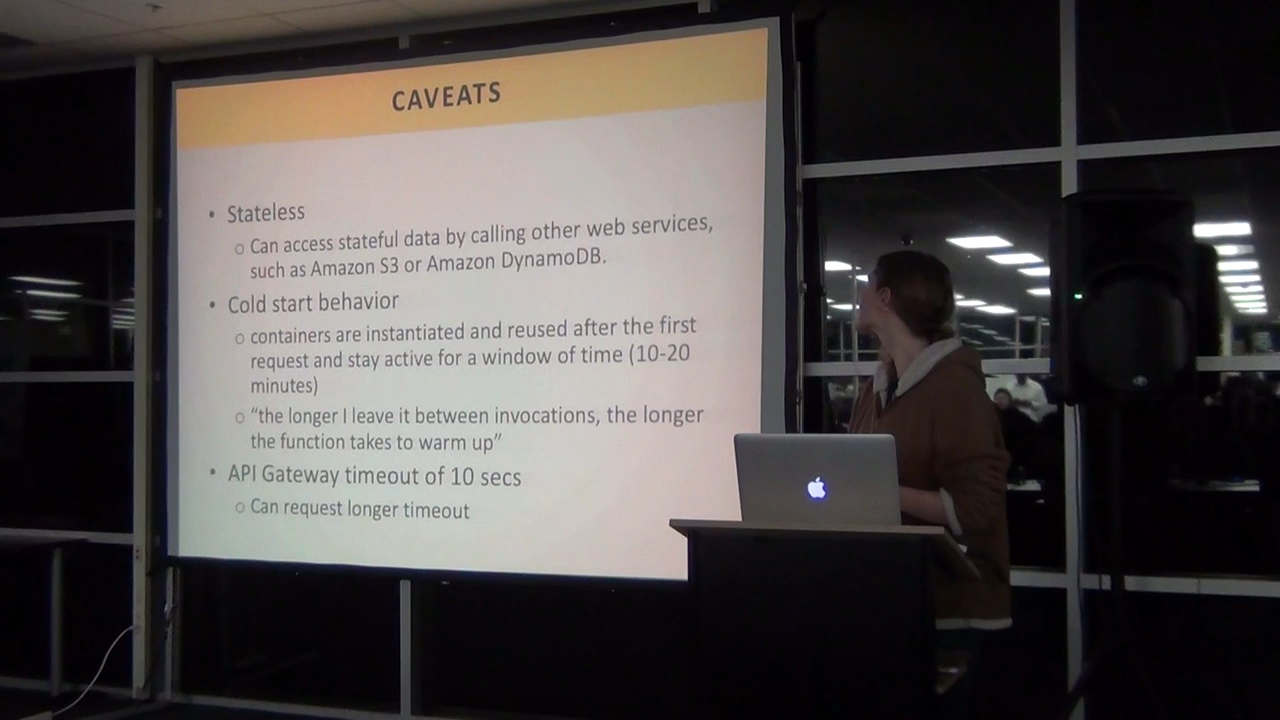 CAVEATS
• Stateless
o Can access stateful data by calling other web services,
such as Amazon S3 or Amazon DynamoDB.
• Cold start behavior
o containers are instantiated and reused after the first
request and stay active for a window of time (10-20
minutes)
o “the longer I leave it between invocations, the longer
the function takes to warm up”
• API Gateway timeout of 10 secs
o Can request longer timeout